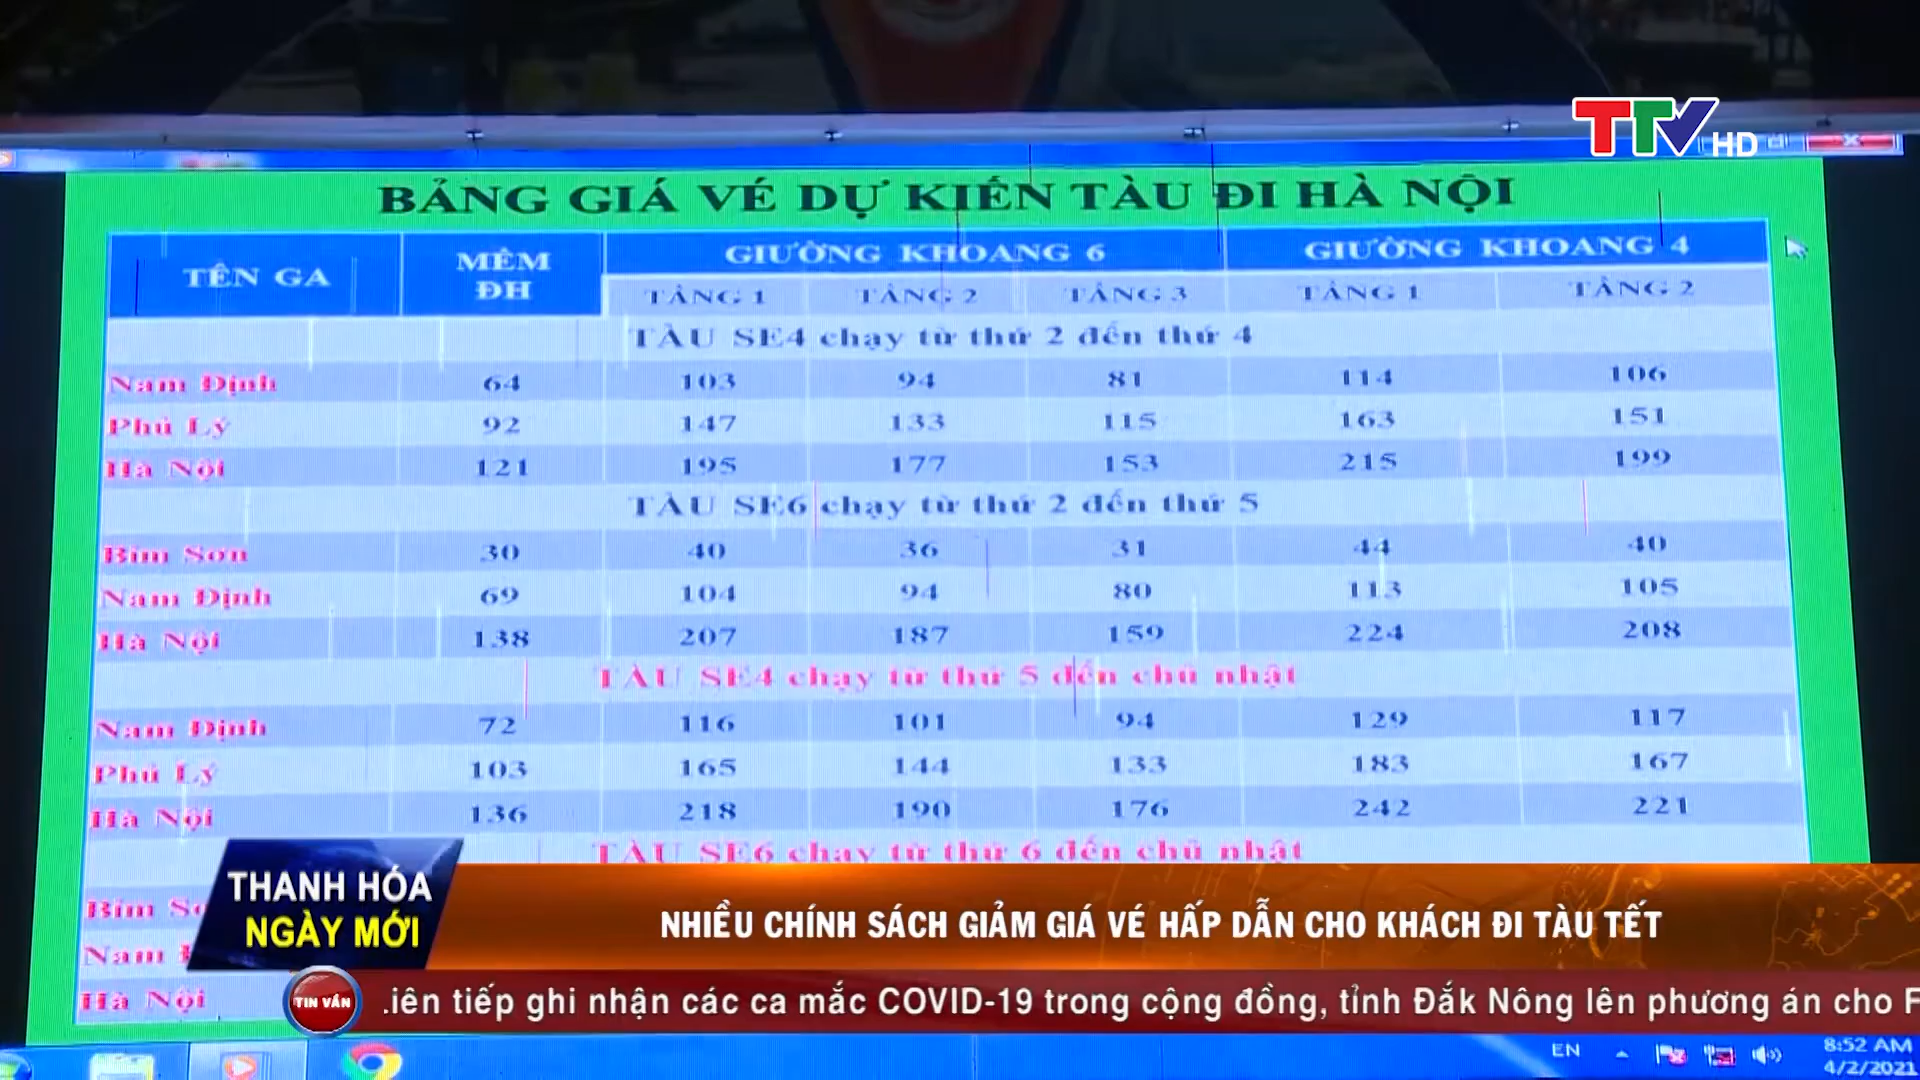 TTV HD
BẢNG GIÁ VÉ DỰ KIẾN TÀU ĐI HÀ NỘI
TÊN GA MỀM ĐH GIƯỜNG KHOANG 6 GIƯỜNG KHOANG 4
TẦNG 1 TẦNG 2 TẦNG 3 TẦNG 1 TẦNG 2
TÀU SE4 chạy từ thứ 2 đến thứ 4
Nam Định 64 103 94 81 114 106
Phủ Lý 92 147 133 115 163 151
Hà Nội 121 195 177 153 215 199
TÀU SE6 chạy từ thứ 2 đến thứ 5
Bỉm Sơn 30 40 36 31 44 40
Nam Định 69 104 94 80 113 105
Hà Nội 138 207 187 159 224 208
TÀU SE4 chạy từ thứ 5 đến chủ nhật
Nam Định 72 116 101 94 129 117
Phủ Lý 103 165 144 133 183 167
Hà Nội 136 218 190 176 242 221
TÀU SE6 chạy từ thứ 6 đến chủ nhật
Bỉm
Nam
Hà Nội
THANH HÓA
NGÀY MỚI
NHIỀU CHÍNH SÁCH GIẢM GIÁ VÉ HẤP DẪN CHO KHÁCH ĐI TÀU TẾT
TIN VẮN
.iên tiếp ghi nhận các ca mắc COVID-19 trong cộng đồng, tỉnh Đắk Nông lên phương án cho F
EN
8:52 AM
4/2/2021